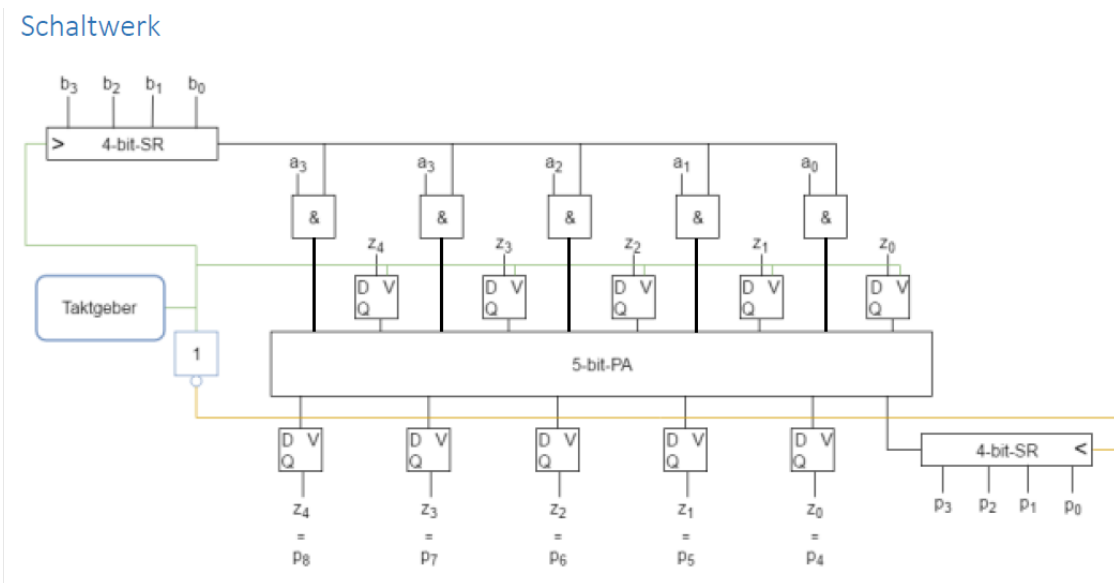 Schaltwerk
b₃ b₂ b₁ b₀
> 4-bit-SR
a₃ a₃ a₂ a₁ a₀
& & & & &
z₄ z₃ z₂ z₁ z₀
D V D V D V D V D V
Q Q Q Q Q
Taktgeber
1
5-bit-PA
D V D V D V D V D V
Q Q Q Q Q
4-bit-SR <
z₄ z₃ z₂ z₁ z₀
p₃ p₂ p₁ p₀
= = = = =
p₈ p₇ p₆ p₅ p₄